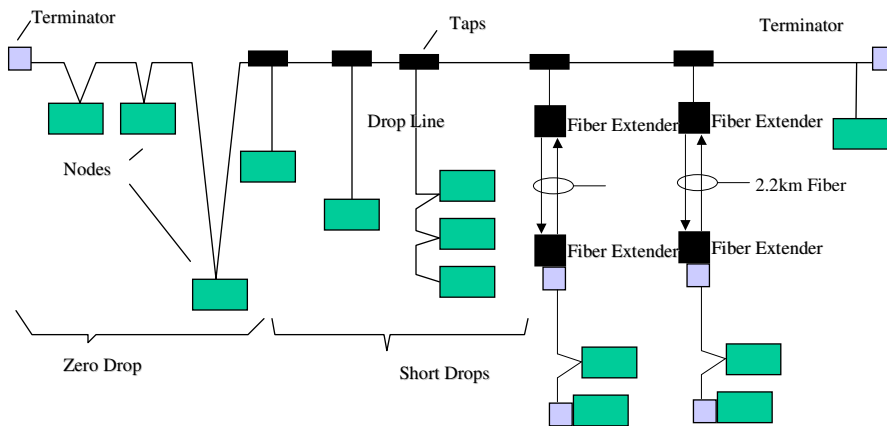 Terminator
Taps
Terminator
Drop Line
Fiber Extender
Fiber Extender
Nodes
2.2km Fiber
Fiber Extender
Fiber Extender
Zero Drop
Short Drops